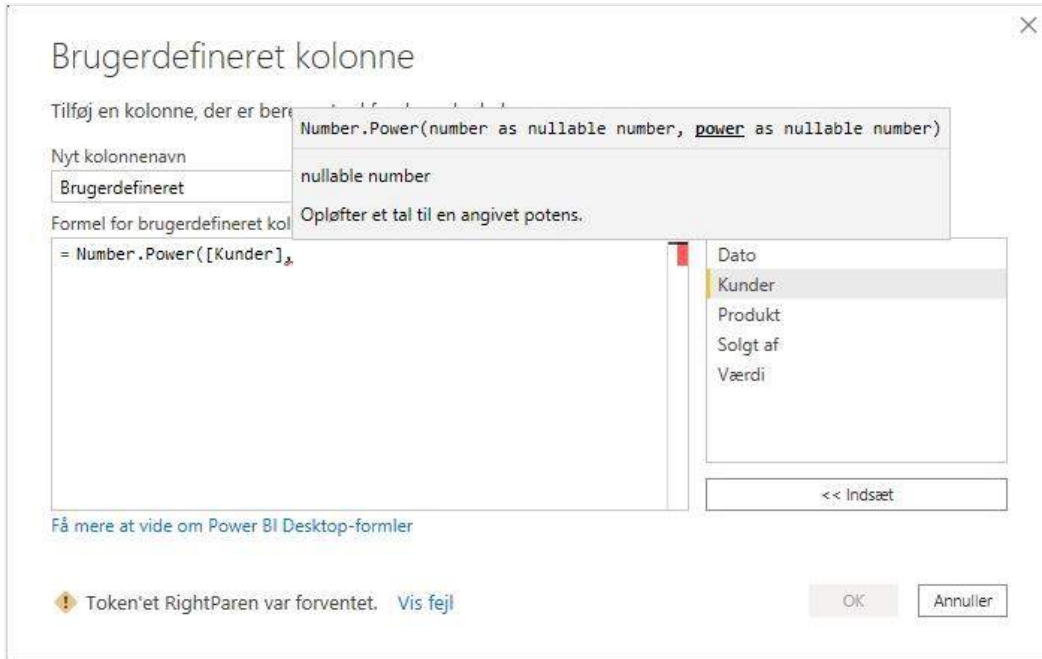 Brugerdefineret kolonne
Tilføj en kolonne, der er
Number.Power(number as nullable number, power as nullable number)
Nyt kolonnenavn
nullable number
Brugerdefineret
Opløfter et tal til en angivet potens.
Formel for brugerdefineret
= Number.Power([Kunder],
Dato
Kunder
Produkt
Solgt af
Værdi
<< Indsæt
Få mere at vide om Power BI Desktop-formler
Token'et RightParen var forventet. Vis fejl
OK
Annuller